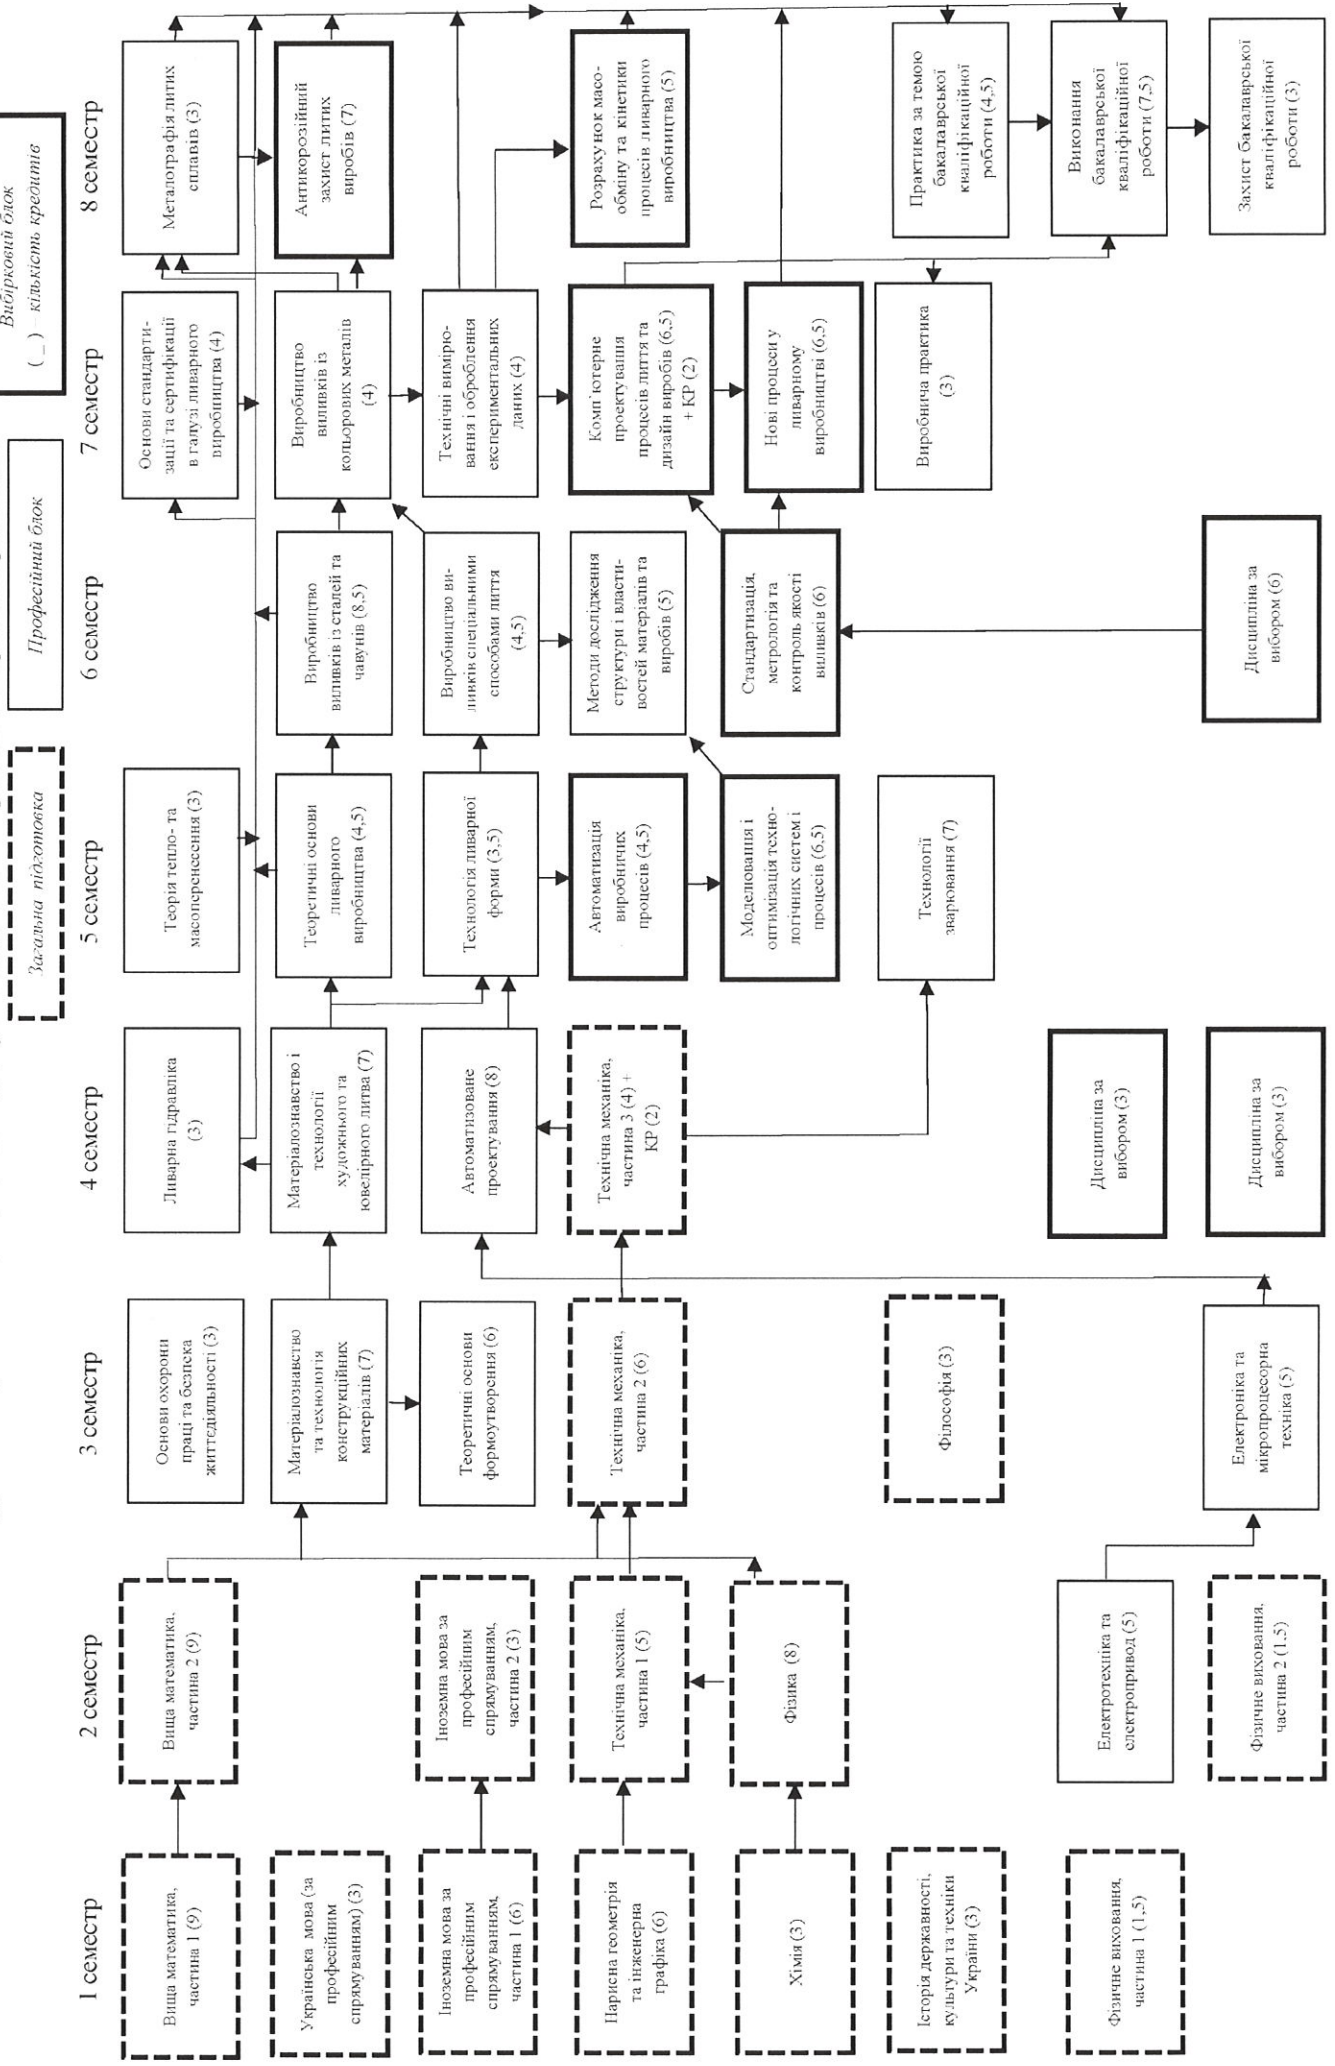 Загальна підготовка
Професійний блок
Вибірковий блок
( _ ) – кількість кредитів
1 семестр
2 семестр
3 семестр
4 семестр
5 семестр
6 семестр
7 семестр
8 семестр
Вища математика,
частина 1 (9)
Українська мова (за
професійним
спрямуванням) (3)
Іноземна мова за
професійним
спрямуванням,
частина 1 (6)
Нарисна геометрія
та інженерна
графіка (6)
Хімія (3)
Історія державності,
культури та техніки
України (3)
Фізичне виховання,
частина 1 (1,5)
Вища математика,
частина 2 (9)
Іноземна мова за
професійним
спрямуванням,
частина 2 (3)
Технічна механіка,
частина 1 (5)
Фізика (8)
Електротехніка та
електропривод (5)
Фізичне виховання,
частина 2 (1,5)
Основи охорони
праці та безпека
життєдіяльності (3)
Матеріалознавство
та технологія
конструкційних
матеріалів (7)
Теоретичні основи
формоутворення (6)
Технічна механіка,
частина 2 (6)
Філософія (3)
Електроніка та
мікропроцесорна
техніка (5)
Ливарна гідравліка
(3)
Матеріалознавство і
технології
художнього та
ювелірного литва (7)
Автоматизоване
проектування (8)
Технічна механіка,
частина 3 (4) +
КР (2)
Дисципліна за
вибором (3)
Дисципліна за
вибором (3)
Теорія тепло- та
масоперенесення (3)
Теоретичні основи
ливарного
виробництва (4,5)
Технологія ливарної
форми (3,5)
Автоматизація
виробничих
процесів (4,5)
Моделювання і
оптимізація техно-
логічних систем і
процесів (6,5)
Технології
зварювання (7)
Виробництво
виливків із сталей та
чавунів (8,5)
Виробництво ви-
ливків спеціальними
способами лиття
(4,5)
Методи дослідження
структури і власти-
востей матеріалів та
виробів (5)
Стандартизація,
метрологія та
контроль якості
виливків (6)
Дисципліна за
вибором (6)
Основи стандарти-
зації та сертифікації
в галузі ливарного
виробництва (4)
Виробництво
виливків із
кольорових металів
(4)
Технічні вимірю-
вання і оброблення
експериментальних
даних (4)
Комп`ютерне
проектування
процесів лиття та
дизайн виробів (6,5)
+ КР (2)
Нові процеси у
ливарному
виробництві (6,5)
Виробнича практика
(3)
Металографія литих
сплавів (3)
Антикорозійний
захист литих
виробів (7)
Розрахунок масо-
обміну та кінетики
процесів ливарного
виробництва (5)
Практика за темою
бакалаврської
кваліфікаційної
роботи (4,5)
Виконання
бакалаврської
кваліфікаційної
роботи (7,5)
Захист бакалаврської
кваліфікаційної
роботи (3)